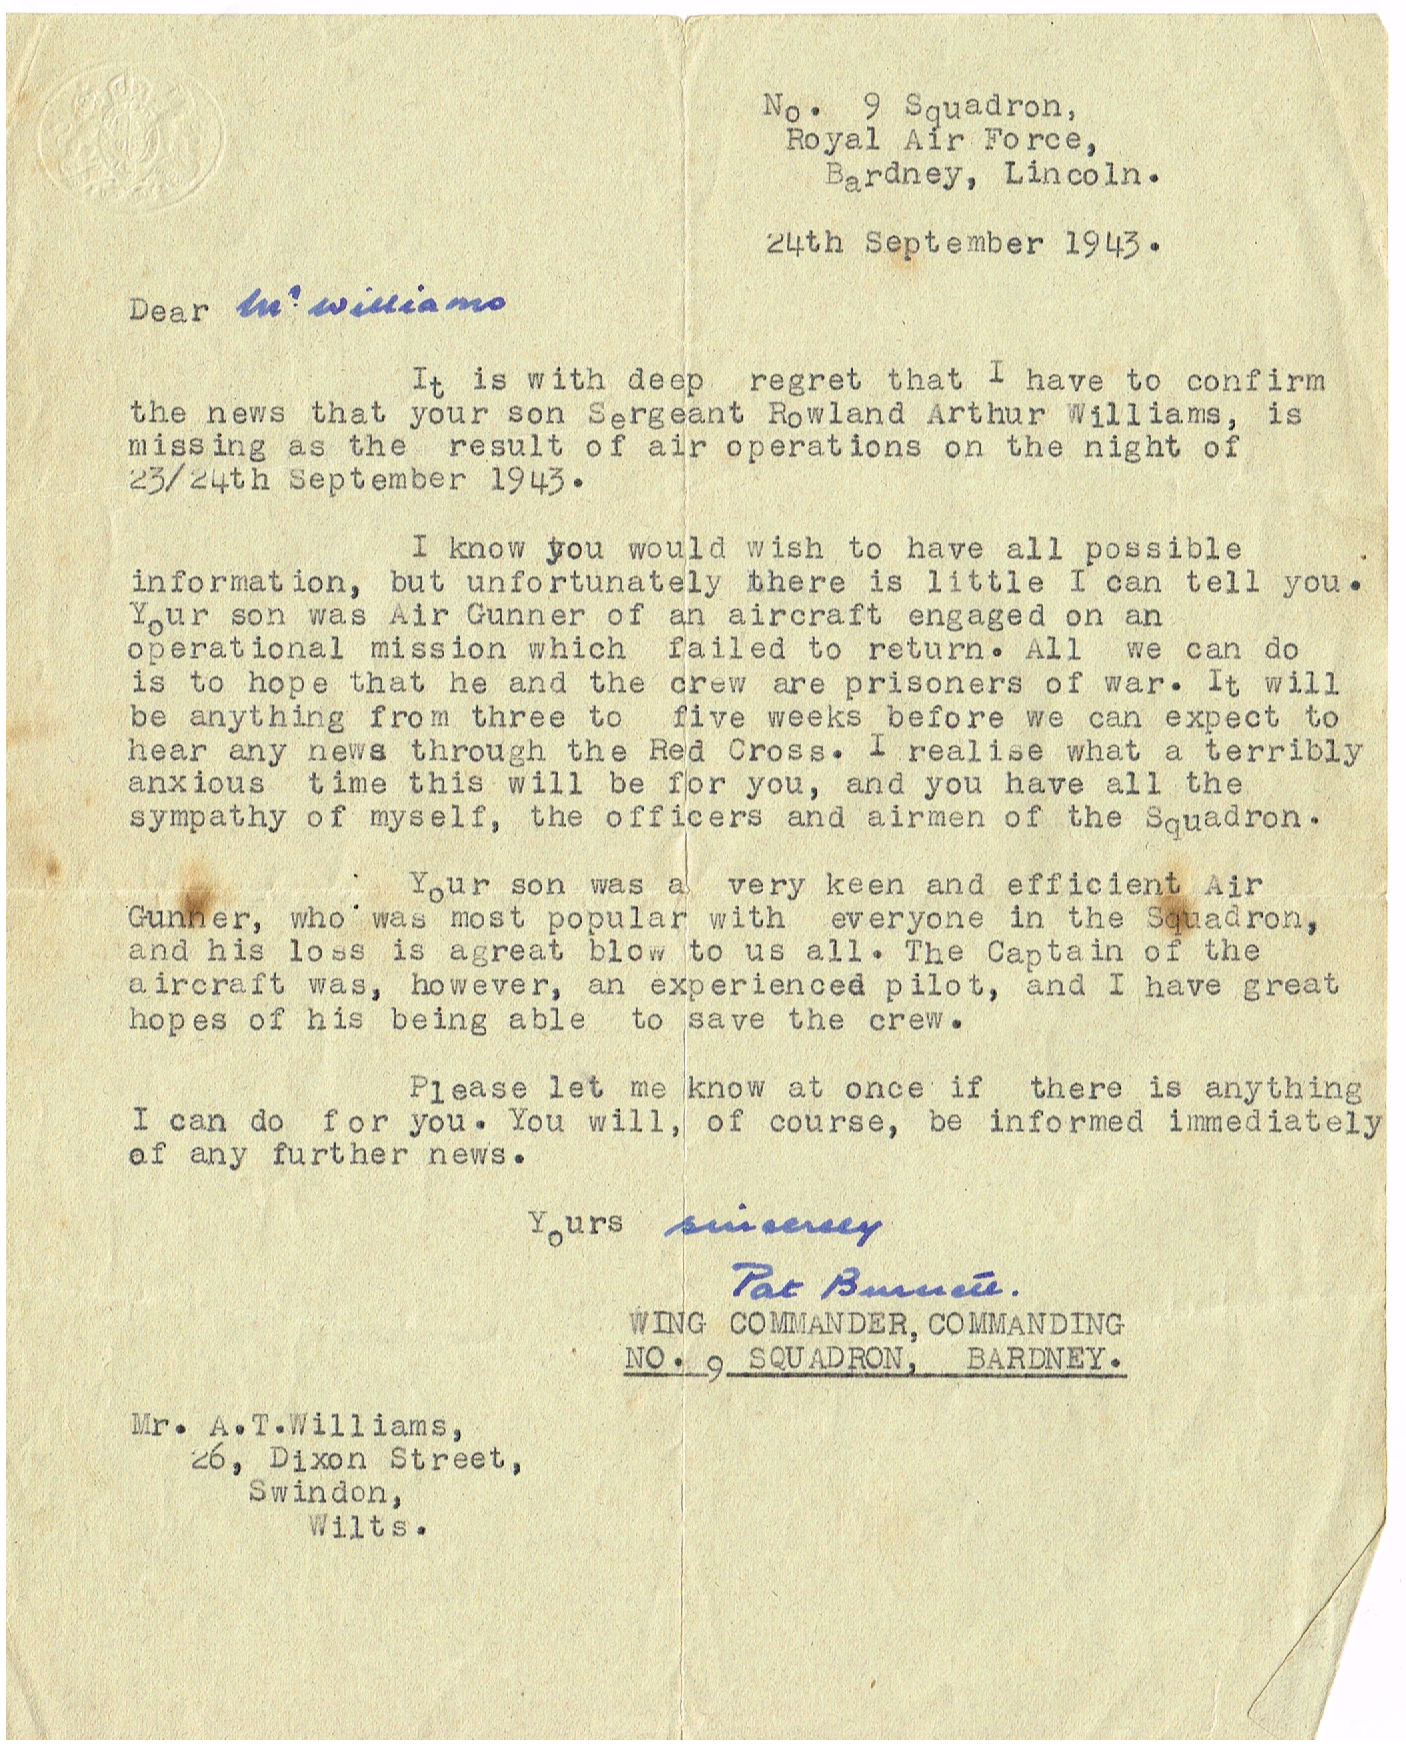 No. 9 Squadron,
Royal Air Force,
Bardney, Lincoln.
24th September 1943.
Dear Mr Williams
It is with deep regret that I have to confirm
the news that your son Sergeant Rowland Arthur Williams, is
missing as the result of air operations on the night of
23/24th September 1943.
I know you would wish to have all possible
information, but unfortunately there is little I can tell you.
Your son was Air Gunner of an aircraft engaged on an
operational mission which failed to return. All we can do
is to hope that he and the crew are prisoners of war. It will
be anything from three to five weeks before we can expect to
hear any news through the Red Cross. I realise what a terribly
anxious time this will be for you, and you have all the
sympathy of myself, the officers and airmen of the Squadron.
Your son was a very keen and efficient Air
Gunner, who was most popular with everyone in the Squadron,
and his loss is agreat blow to us all. The Captain of the
aircraft was, however, an experienced pilot, and I have great
hopes of his being able to save the crew.
Please let me know at once if there is anything
I can do for you. You will, of course, be informed immediately
of any further news.
Yours sincerely
Pat Burnett.
WING COMMANDER, COMMANDING
NO. 9 SQUADRON, BARDNEY.
Mr. A.T.Williams,
26, Dixon Street,
Swindon,
Wilts.